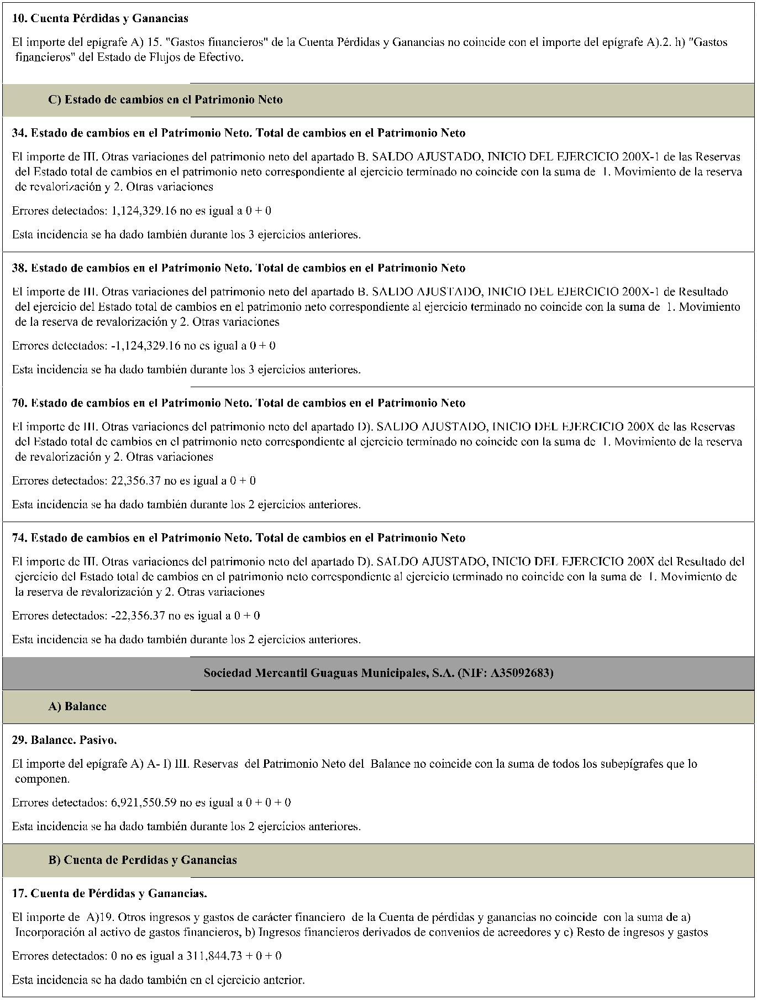 10. Cuenta Pérdidas y Ganancias
El importe del epígrafe A) 15. "Gastos financieros" de la Cuenta Pérdidas y Ganancias no coincide con el importe del epígrafe A).2. h) "Gastos
financieros" del Estado de Flujos de Efectivo.
C) Estado de cambios en el Patrimonio Neto
34. Estado de cambios en el Patrimonio Neto. Total de cambios en el Patrimonio Neto
El importe de III. Otras variaciones del patrimonio neto del apartado B. SALDO AJUSTADO, INICIO DEL EJERCICIO 200X-1 de las Reservas
del Estado total de cambios en el patrimonio neto correspondiente al ejercicio terminado no coincide con la suma de 1. Movimiento de la reserva
de revalorización y 2. Otras variaciones
Errores detectados: 1,124,329.16 no es igual a 0 + 0
Esta incidencia se ha dado también durante los 3 ejercicios anteriores.
38. Estado de cambios en el Patrimonio Neto. Total de cambios en el Patrimonio Neto
El importe de III. Otras variaciones del patrimonio neto del apartado B. SALDO AJUSTADO, INICIO DEL EJERCICIO 200X-1 de Resultado
del ejercicio del Estado total de cambios en el patrimonio neto correspondiente al ejercicio terminado no coincide con la suma de 1. Movimiento
de la reserva de revalorización y 2. Otras variaciones
Errores detectados: -1,124,329.16 no es igual a 0 + 0
Esta incidencia se ha dado también durante los 3 ejercicios anteriores.
70. Estado de cambios en el Patrimonio Neto. Total de cambios en el Patrimonio Neto
El importe de III. Otras variaciones del patrimonio neto del apartado D). SALDO AJUSTADO, INICIO DEL EJERCICIO 200X de las Reservas
del Estado total de cambios en el patrimonio neto correspondiente al ejercicio terminado no coincide con la suma de 1. Movimiento de la reserva
de revalorización y 2. Otras variaciones
Errores detectados: 22,356.37 no es igual a 0 + 0
Esta incidencia se ha dado también durante los 2 ejercicios anteriores.
74. Estado de cambios en el Patrimonio Neto. Total de cambios en el Patrimonio Neto
El importe de III. Otras variaciones del patrimonio neto del apartado D). SALDO AJUSTADO, INICIO DEL EJERCICIO 200X del Resultado del
ejercicio del Estado total de cambios en el patrimonio neto correspondiente al ejercicio terminado no coincide con la suma de 1. Movimiento de
la reserva de revalorización y 2. Otras variaciones
Errores detectados: -22,356.37 no es igual a 0 + 0
Esta incidencia se ha dado también durante los 2 ejercicios anteriores.
Sociedad Mercantil Guaguas Municipales, S.A. (NIF: A35092683)
A) Balance
29. Balance. Pasivo.
El importe del epígrafe A) A- I) III. Reservas del Patrimonio Neto del Balance no coincide con la suma de todos los subepígrafes que lo
componen.
Errores detectados: 6,921,550.59 no es igual a 0 + 0 + 0
Esta incidencia se ha dado también durante los 2 ejercicios anteriores.
B) Cuenta de Perdidas y Ganancias
17. Cuenta de Pérdidas y Ganancias.
El importe de A)19. Otros ingresos y gastos de carácter financiero de la Cuenta de pérdidas y ganancias no coincide con la suma de a)
Incorporación al activo de gastos financieros, b) Ingresos financieros derivados de convenios de acreedores y c) Resto de ingresos y gastos
Errores detectados: 0 no es igual a 311,844.73 + 0 + 0
Esta incidencia se ha dado también en el ejercicio anterior.